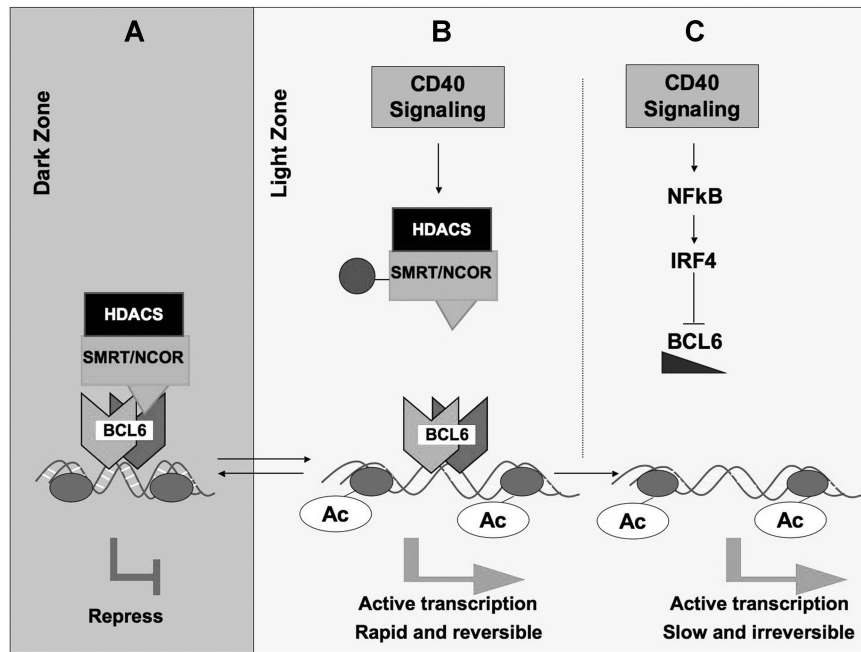 A
Dark Zone
HDACS
SMRT/NCOR
BCL6
Repress
B
Light Zone
CD40
Signaling
HDACS
SMRT/NCOR
BCL6
Ac
Ac
Active transcription
Rapid and reversible
C
CD40
Signaling
NFkB
IRF4
BCL6
Ac
Ac
Active transcription
Slow and irreversible